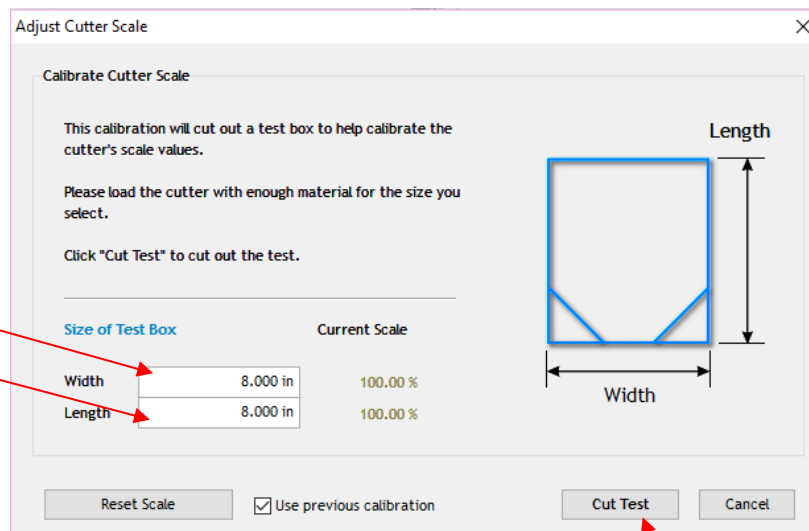 Adjust Cutter Scale
Calibrate Cutter Scale
This calibration will cut out a test box to help calibrate the
cutter's scale values.
Please load the cutter with enough material for the size you
select.
Click "Cut Test" to cut out the test.
Length
Size of Test Box Current Scale
Width 8.000 in 100.00 %
Length 8.000 in 100.00 %
Width
Reset Scale Use previous calibration Cut Test Cancel